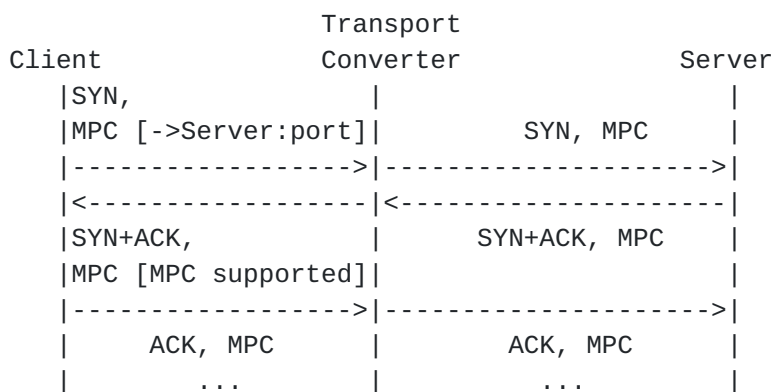 Transport
Client              Converter              Server
   |SYN,                |                      |
   |MPC [->Server:port]|       SYN, MPC     |
   |------------------>|--------------------->|
   |<------------------|<---------------------|
   |SYN+ACK,           |     SYN+ACK, MPC   |
   |MPC [MPC supported]|                      |
   |------------------>|--------------------->|
   |     ACK, MPC      |      ACK, MPC      |
   |        ...        |         ...          |